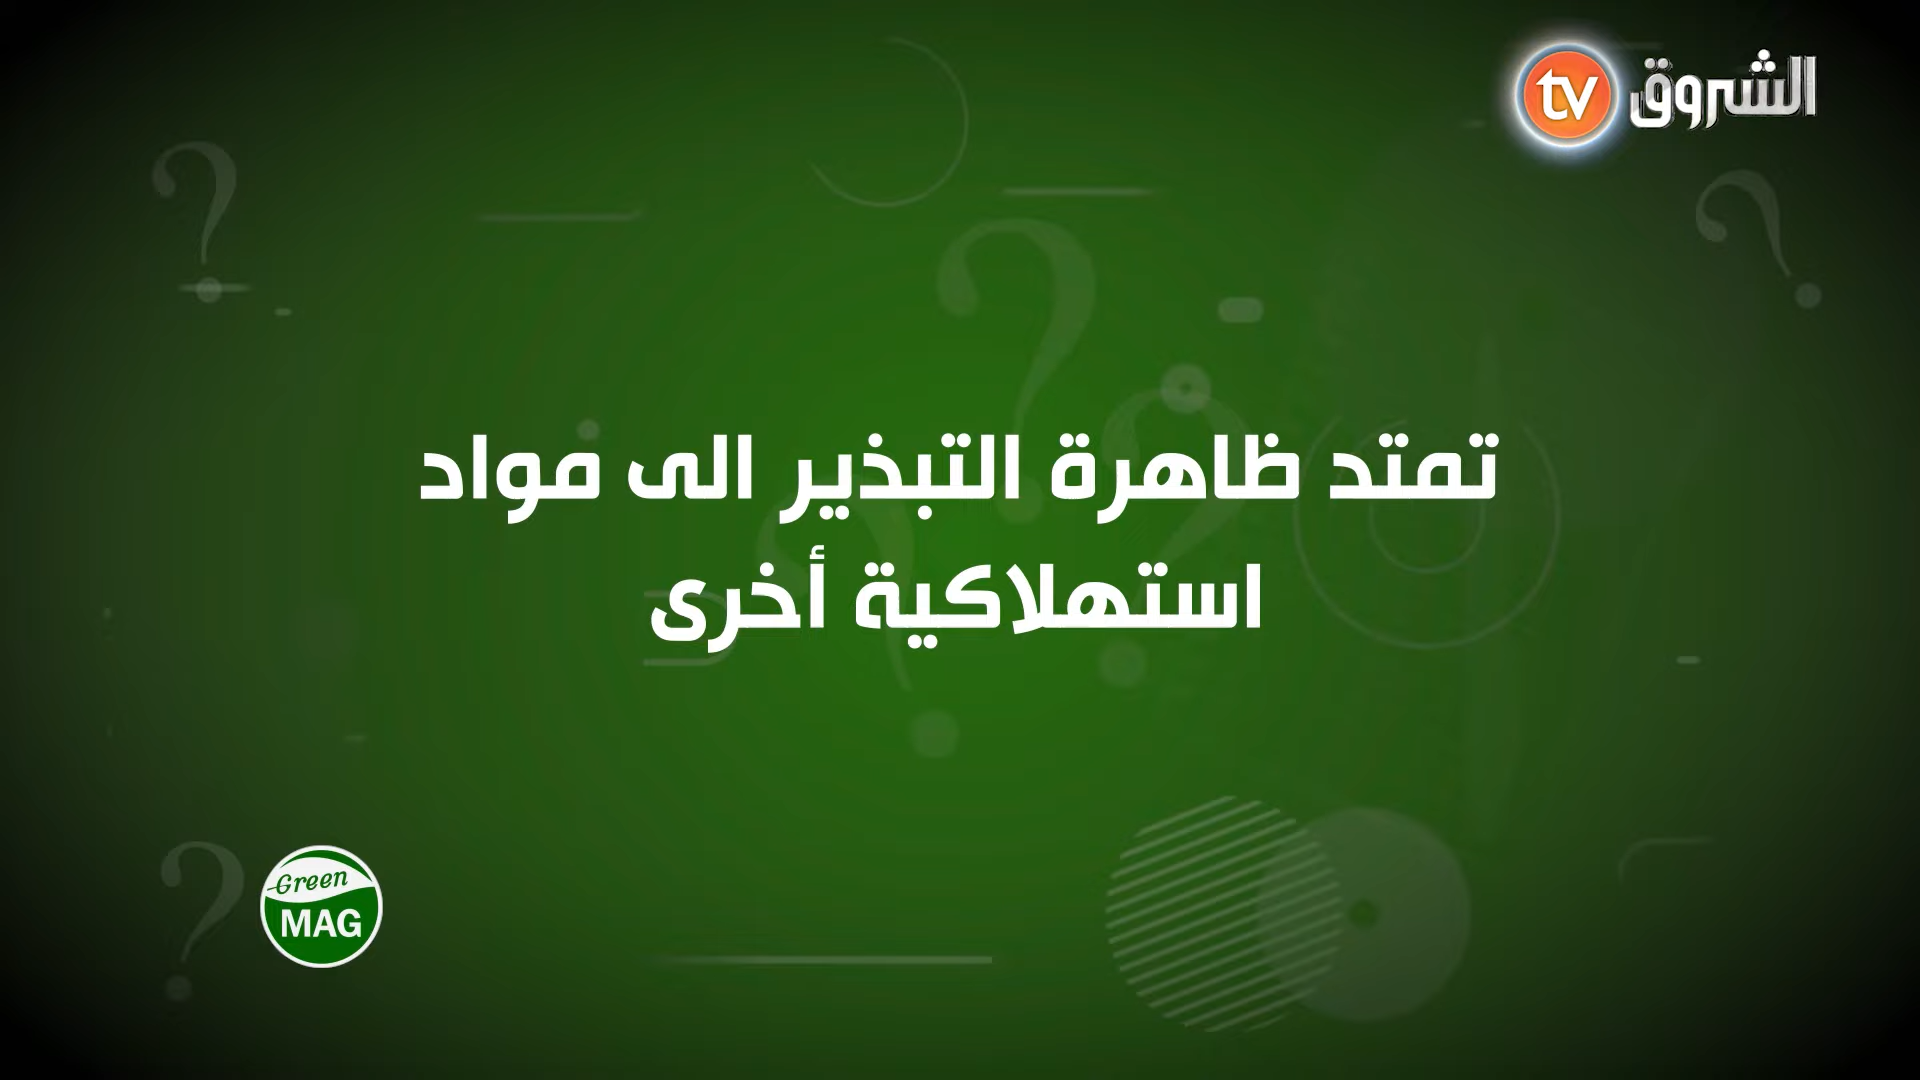 الشروق tv
تمتد ظاهرة التبذير الى مواد
استهلاكية أخرى
Green
MAG